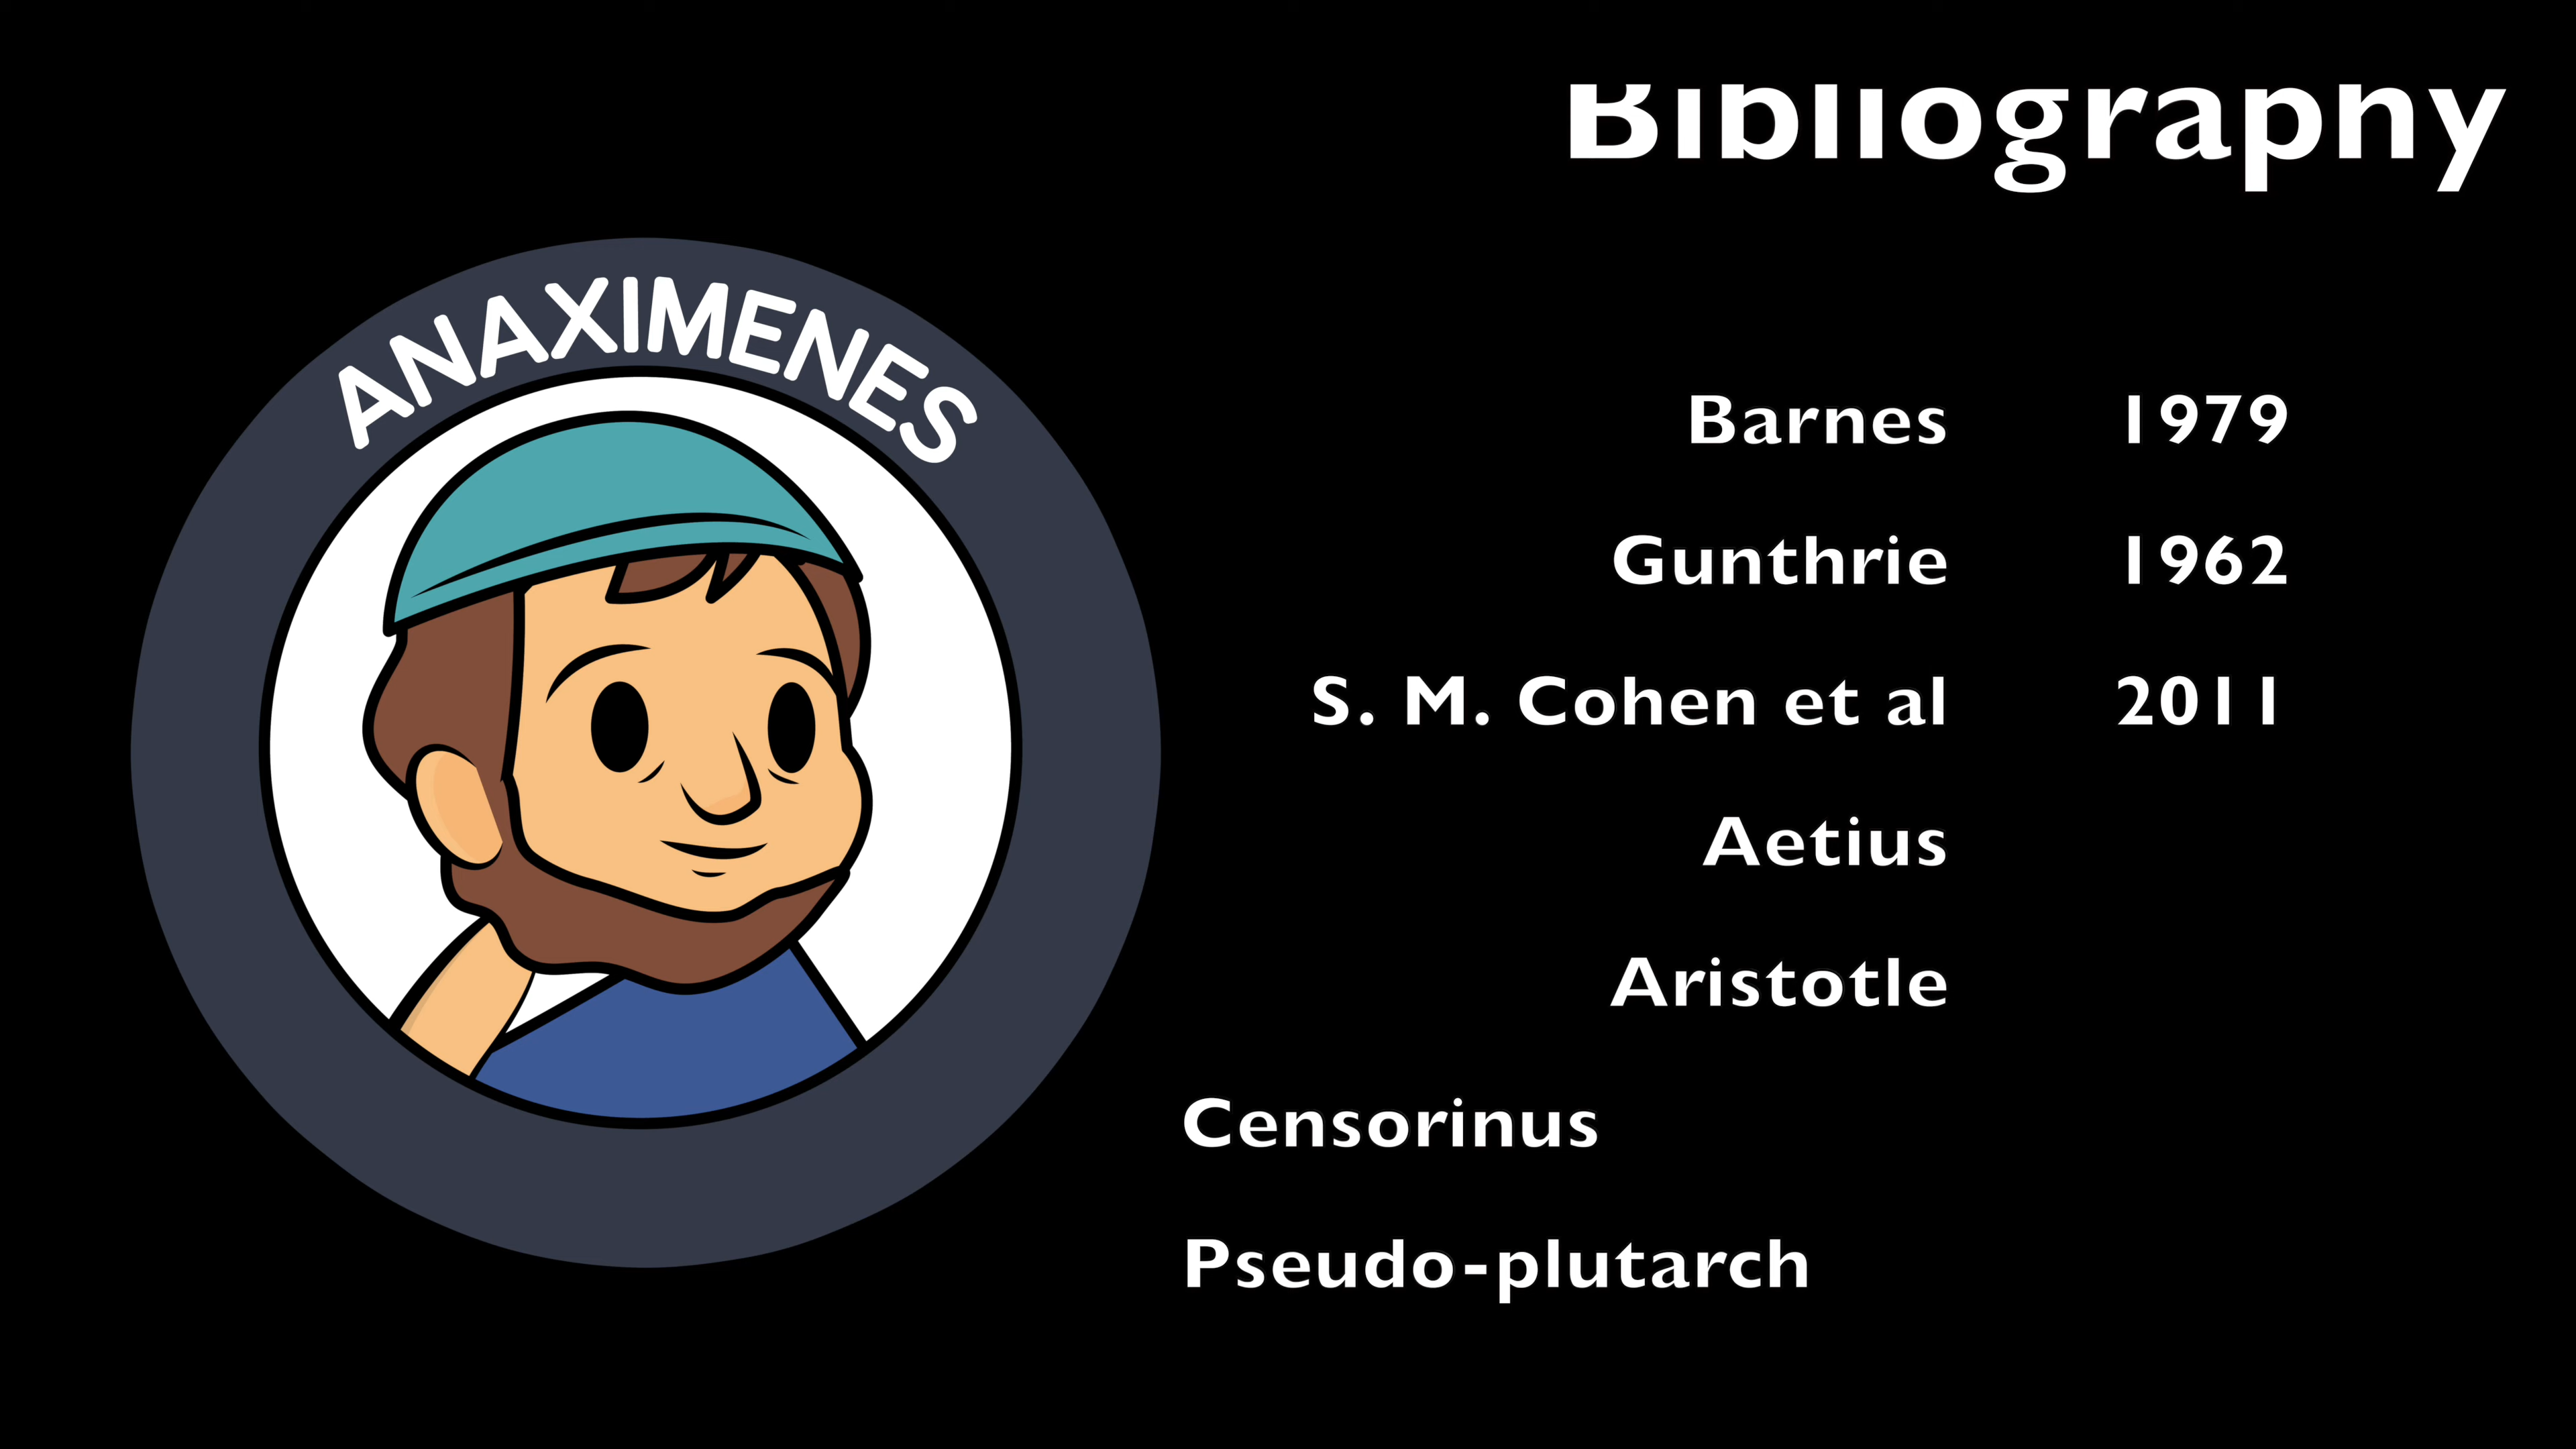 ANAXIMENES
Bibliography
Barnes 1979
Gunthrie 1962
S. M. Cohen et al 2011
Aetius
Aristotle
Censorinus
Pseudo-plutarch